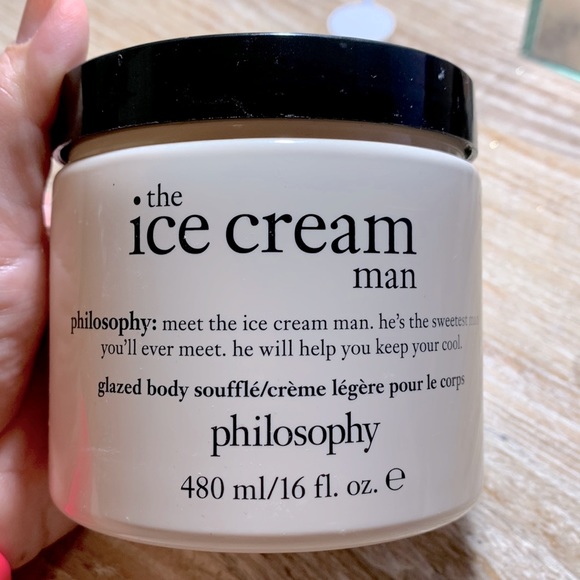 the
ice cream
man
philosophy: meet the ice cream man. he's the sweetest man
you'll ever meet. he will help you keep your cool.
glazed body soufflé/crème légère pour le corps
philosophy
480 ml/16 fl. oz. ℮